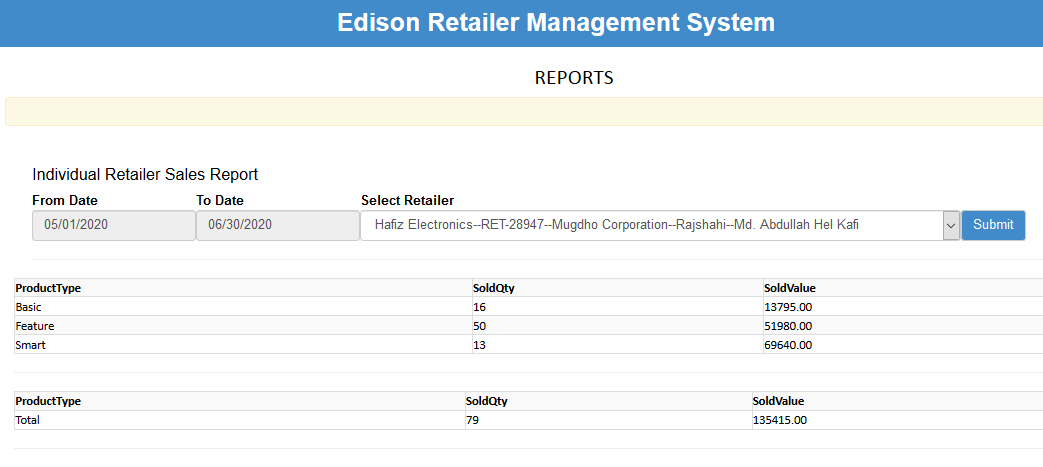 Edison Retailer Management System
REPORTS
Individual Retailer Sales Report
From Date To Date Select Retailer
05/01/2020 06/30/2020 Hafiz Electronics--RET-28947--Mugdho Corporation--Rajshahi--Md. Abdullah Hel Kafi Submit
ProductType SoldQty SoldValue
Basic 16 13795.00
Feature 50 51980.00
Smart 13 69640.00
ProductType SoldQty SoldValue
Total 79 135415.00